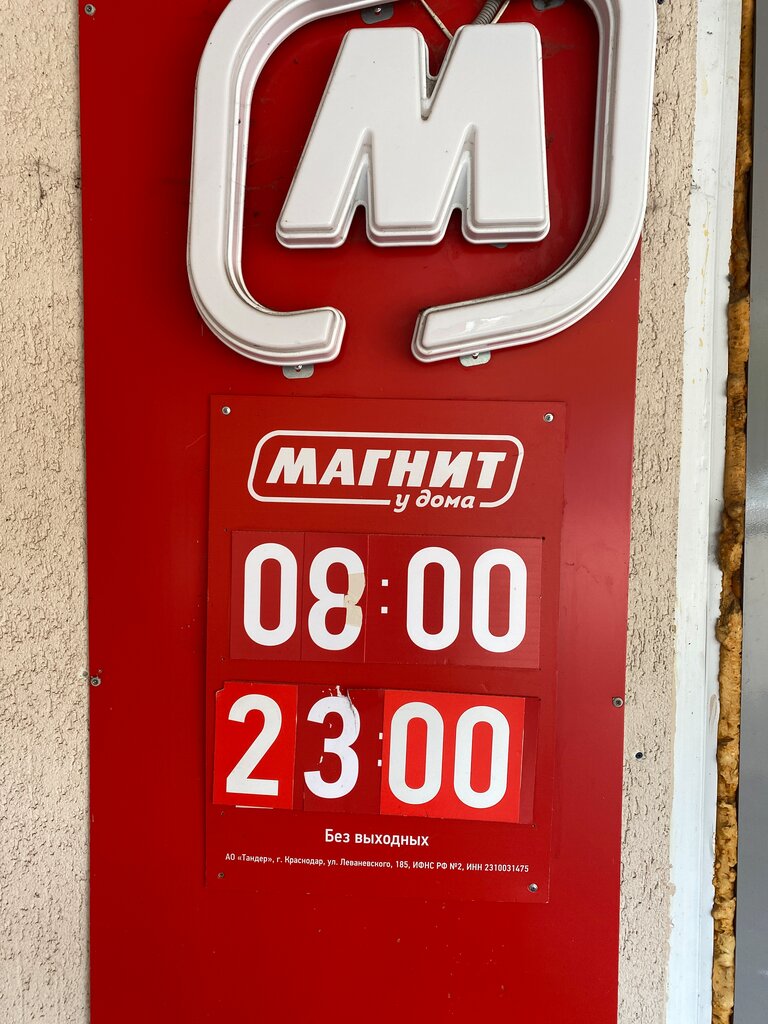 М
МАГНИТ
у дома
08:00
23:00
Без выходных
АО «Тандер», г. Краснодар, ул. Леваневского, 185, ИФНС РФ №2, ИНН 2310031475